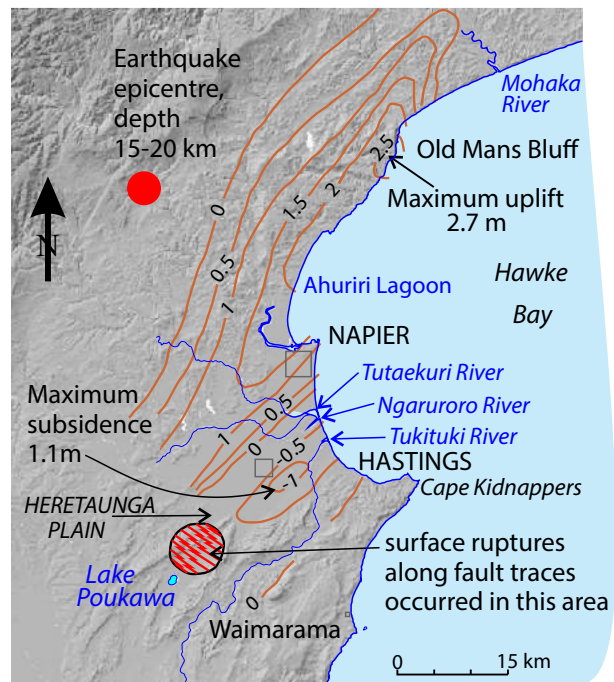 Earthquake
epicentre,
depth
15-20 km
Mohaka
River
N
2.5
Old Mans Bluff
0
1.5
2
Maximum uplift
2.7 m
0.5
1
Ahuriri Lagoon
Hawke
Bay
NAPIER
Tutaekuri River
Maximum
subsidence
1.1m
0.5
1
0
Ngaruroro River
-0.5
Tukituki River
HASTINGS
-1
Cape Kidnappers
HERETAUNGA
PLAIN
surface ruptures
along fault traces
occurred in this area
Lake
Poukawa
0
Waimarama
0 15 km